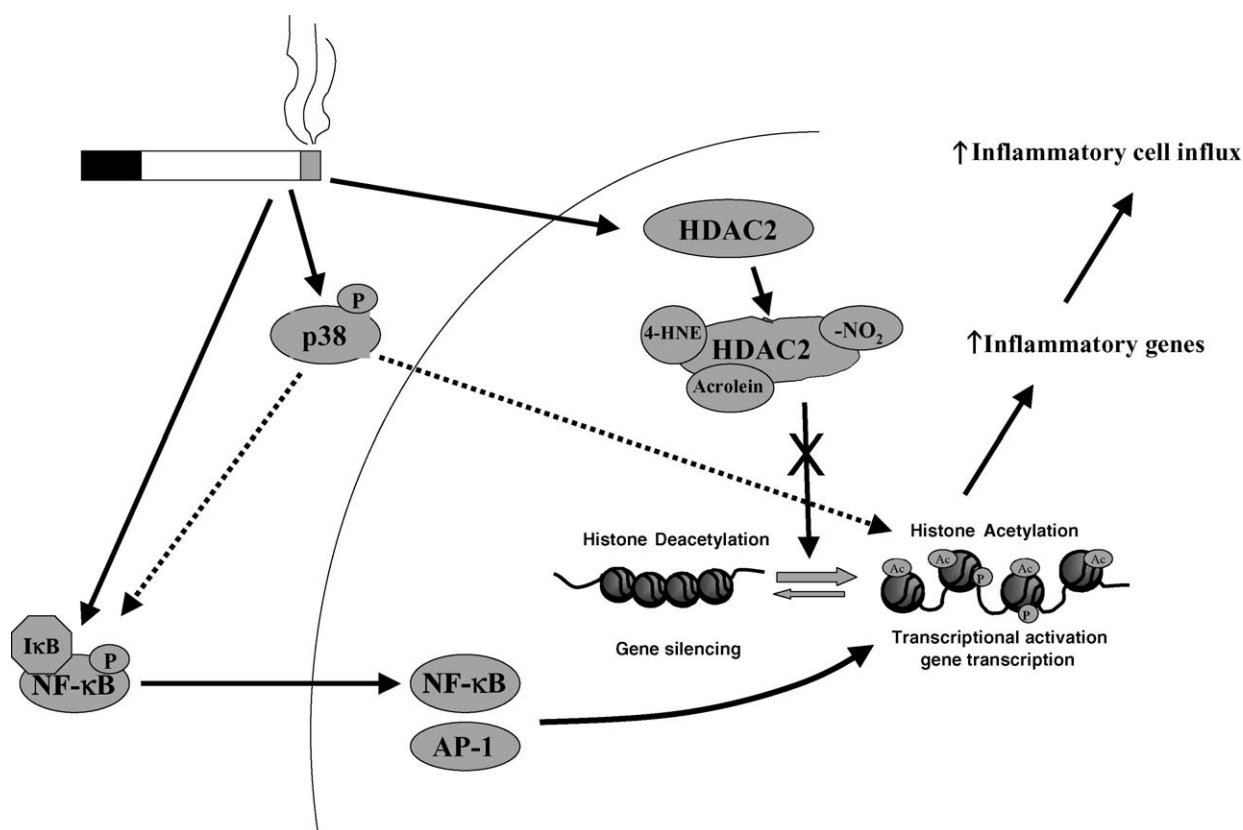 ↑Inflammatory cell influx
HDAC2
P
p38
4-HNE
-NO₂
HDAC2
Acrolein
↑Inflammatory genes
X
Histone Deacetylation
Histone Acetylation
Ac
Ac
Ac
Ac
P
P
Gene silencing
Transcriptional activation
gene transcription
IκB
P
NF-κB
NF-κB
AP-1